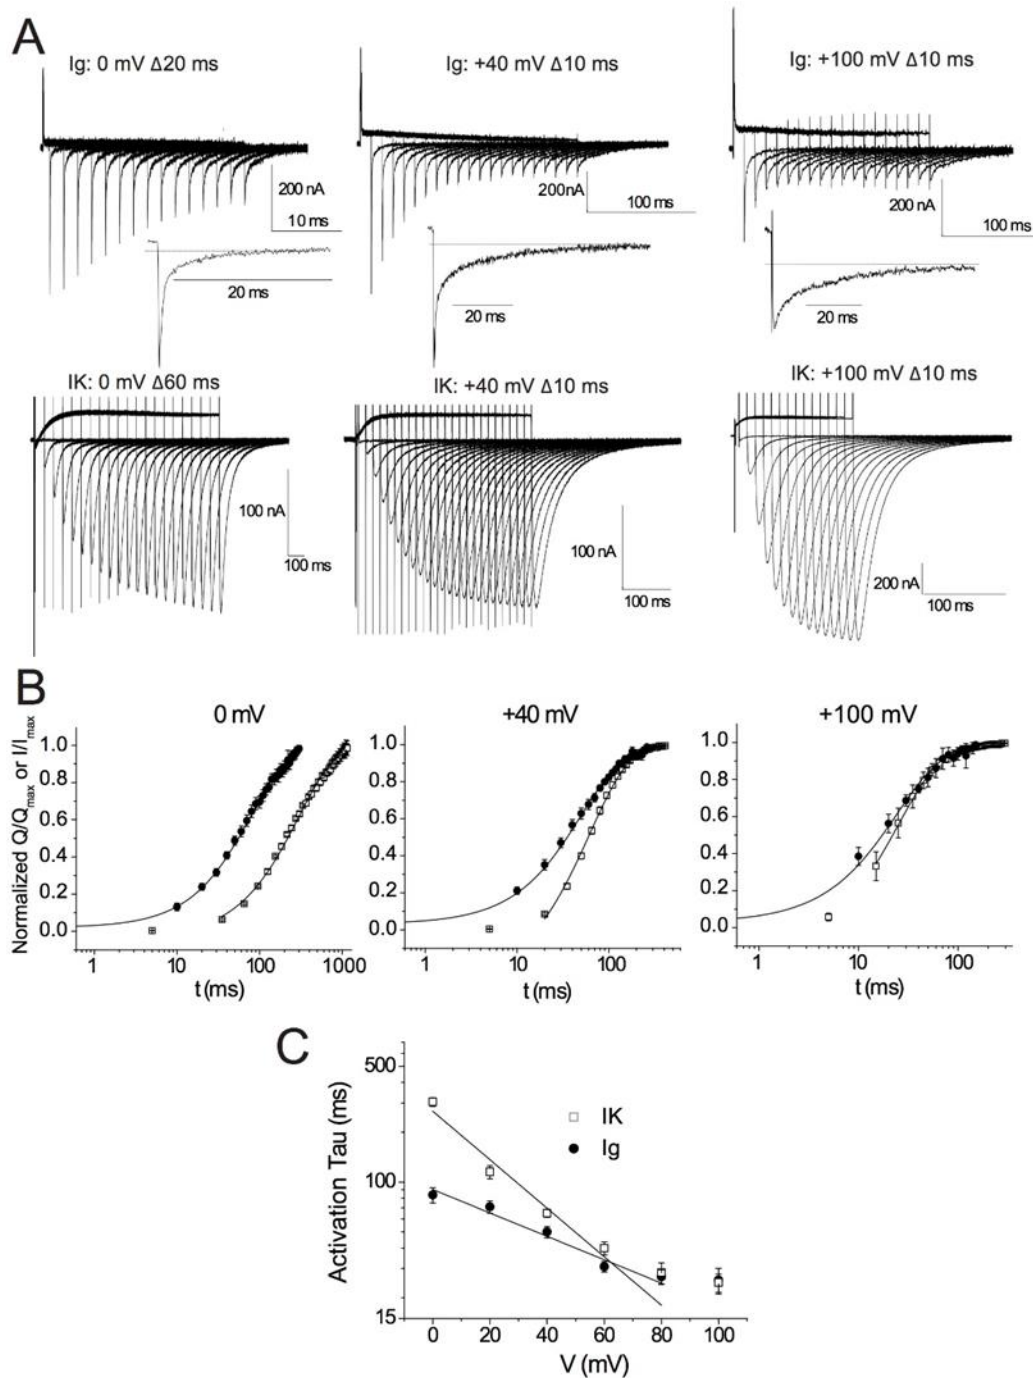 A
Ig: 0 mV Δ20 ms
Ig: +40 mV Δ10 ms
Ig: +100 mV Δ10 ms
200 nA
10 ms
200nA
100 ms
200 nA
100 ms
20 ms
20 ms
20 ms
IK: 0 mV Δ60 ms
IK: +40 mV Δ10 ms
IK: +100 mV Δ10 ms
100 nA
100 ms
100 nA
100 ms
200 nA
100 ms
B
0 mV
+40 mV
+100 mV
Normalized Q/Qmax or I/Imax
1.0
0.8
0.6
0.4
0.2
0.0
1 10 100 1000
t (ms)
1.0
0.8
0.6
0.4
0.2
0.0
1 10 100
t (ms)
1.0
0.8
0.6
0.4
0.2
0.0
1 10 100
t (ms)
C
Activation Tau (ms)
500
100
15
IK
Ig
0 20 40 60 80 100
V (mV)